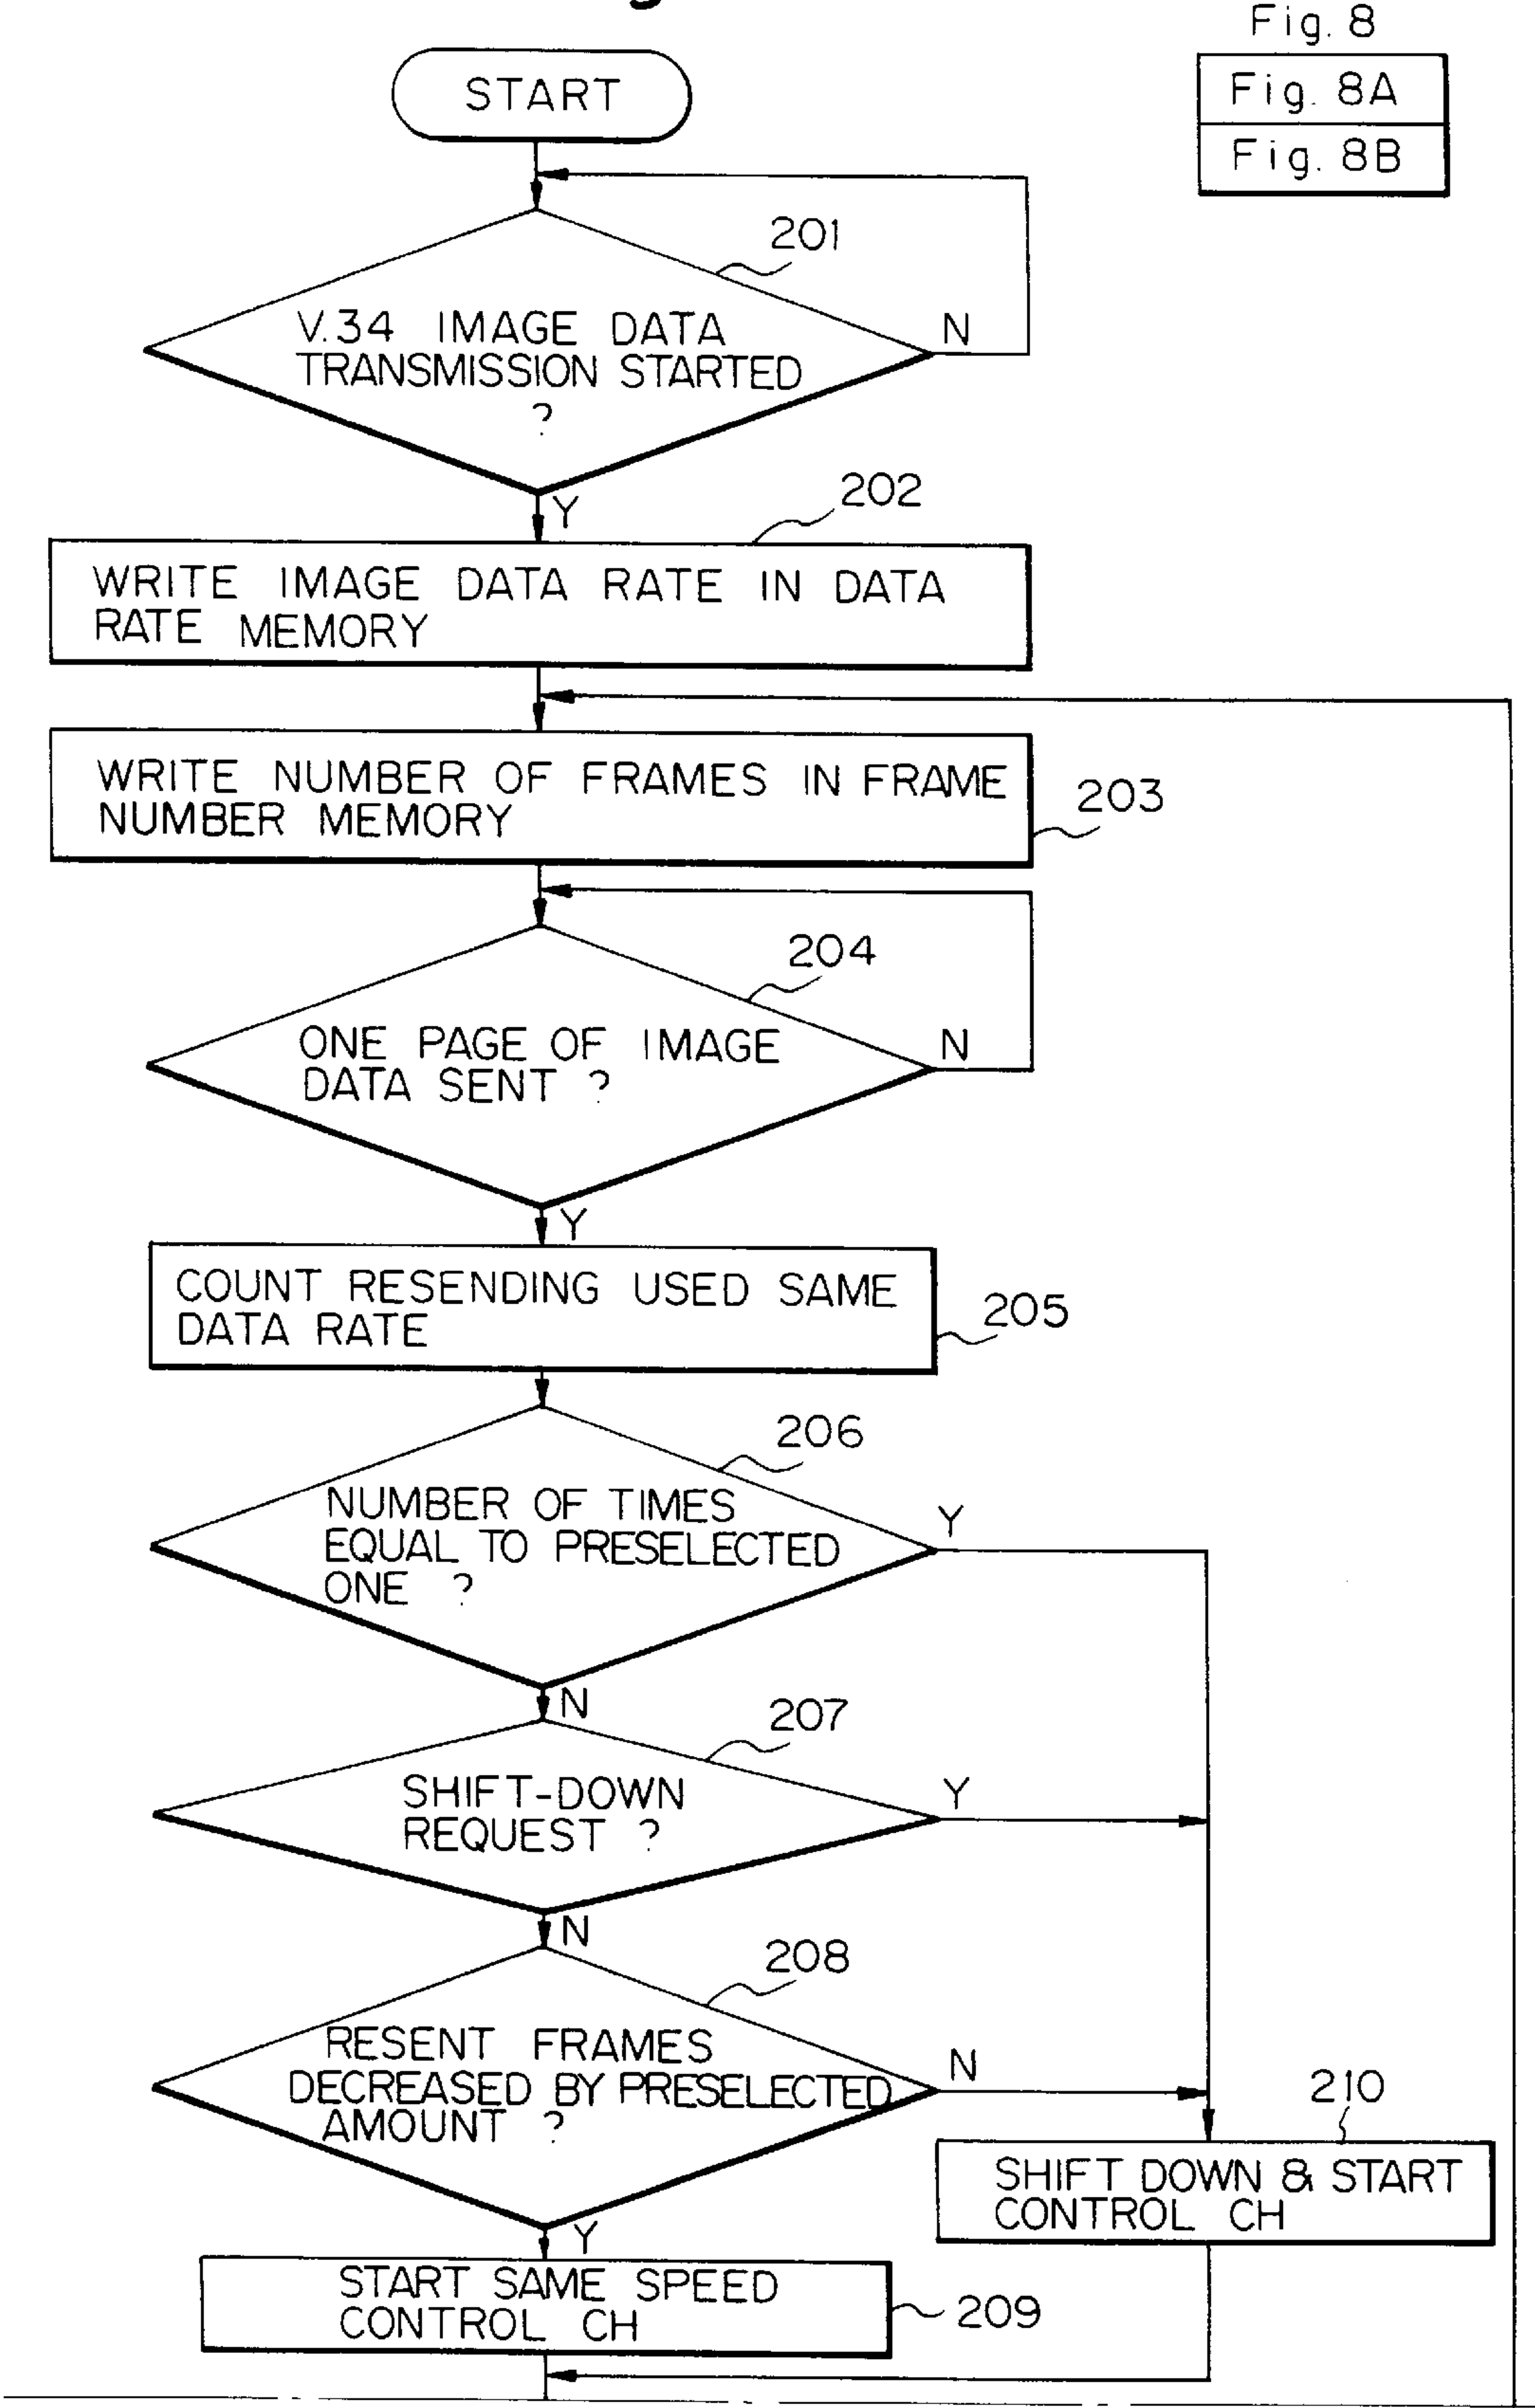 Fig. 8
Fig. 8A
Fig. 8B
START
201
V.34 IMAGE DATA
TRANSMISSION STARTED
?
N
Y
202
WRITE IMAGE DATA RATE IN DATA
RATE MEMORY
WRITE NUMBER OF FRAMES IN FRAME
NUMBER MEMORY
203
204
ONE PAGE OF IMAGE
DATA SENT ?
N
Y
COUNT RESENDING USED SAME
DATA RATE
205
206
NUMBER OF TIMES
EQUAL TO PRESELECTED
ONE ?
Y
N
207
SHIFT-DOWN
REQUEST ?
Y
N
208
RESENT FRAMES
DECREASED BY PRESELECTED
AMOUNT ?
N
Y
210
SHIFT DOWN & START
CONTROL CH
START SAME SPEED
CONTROL CH
209